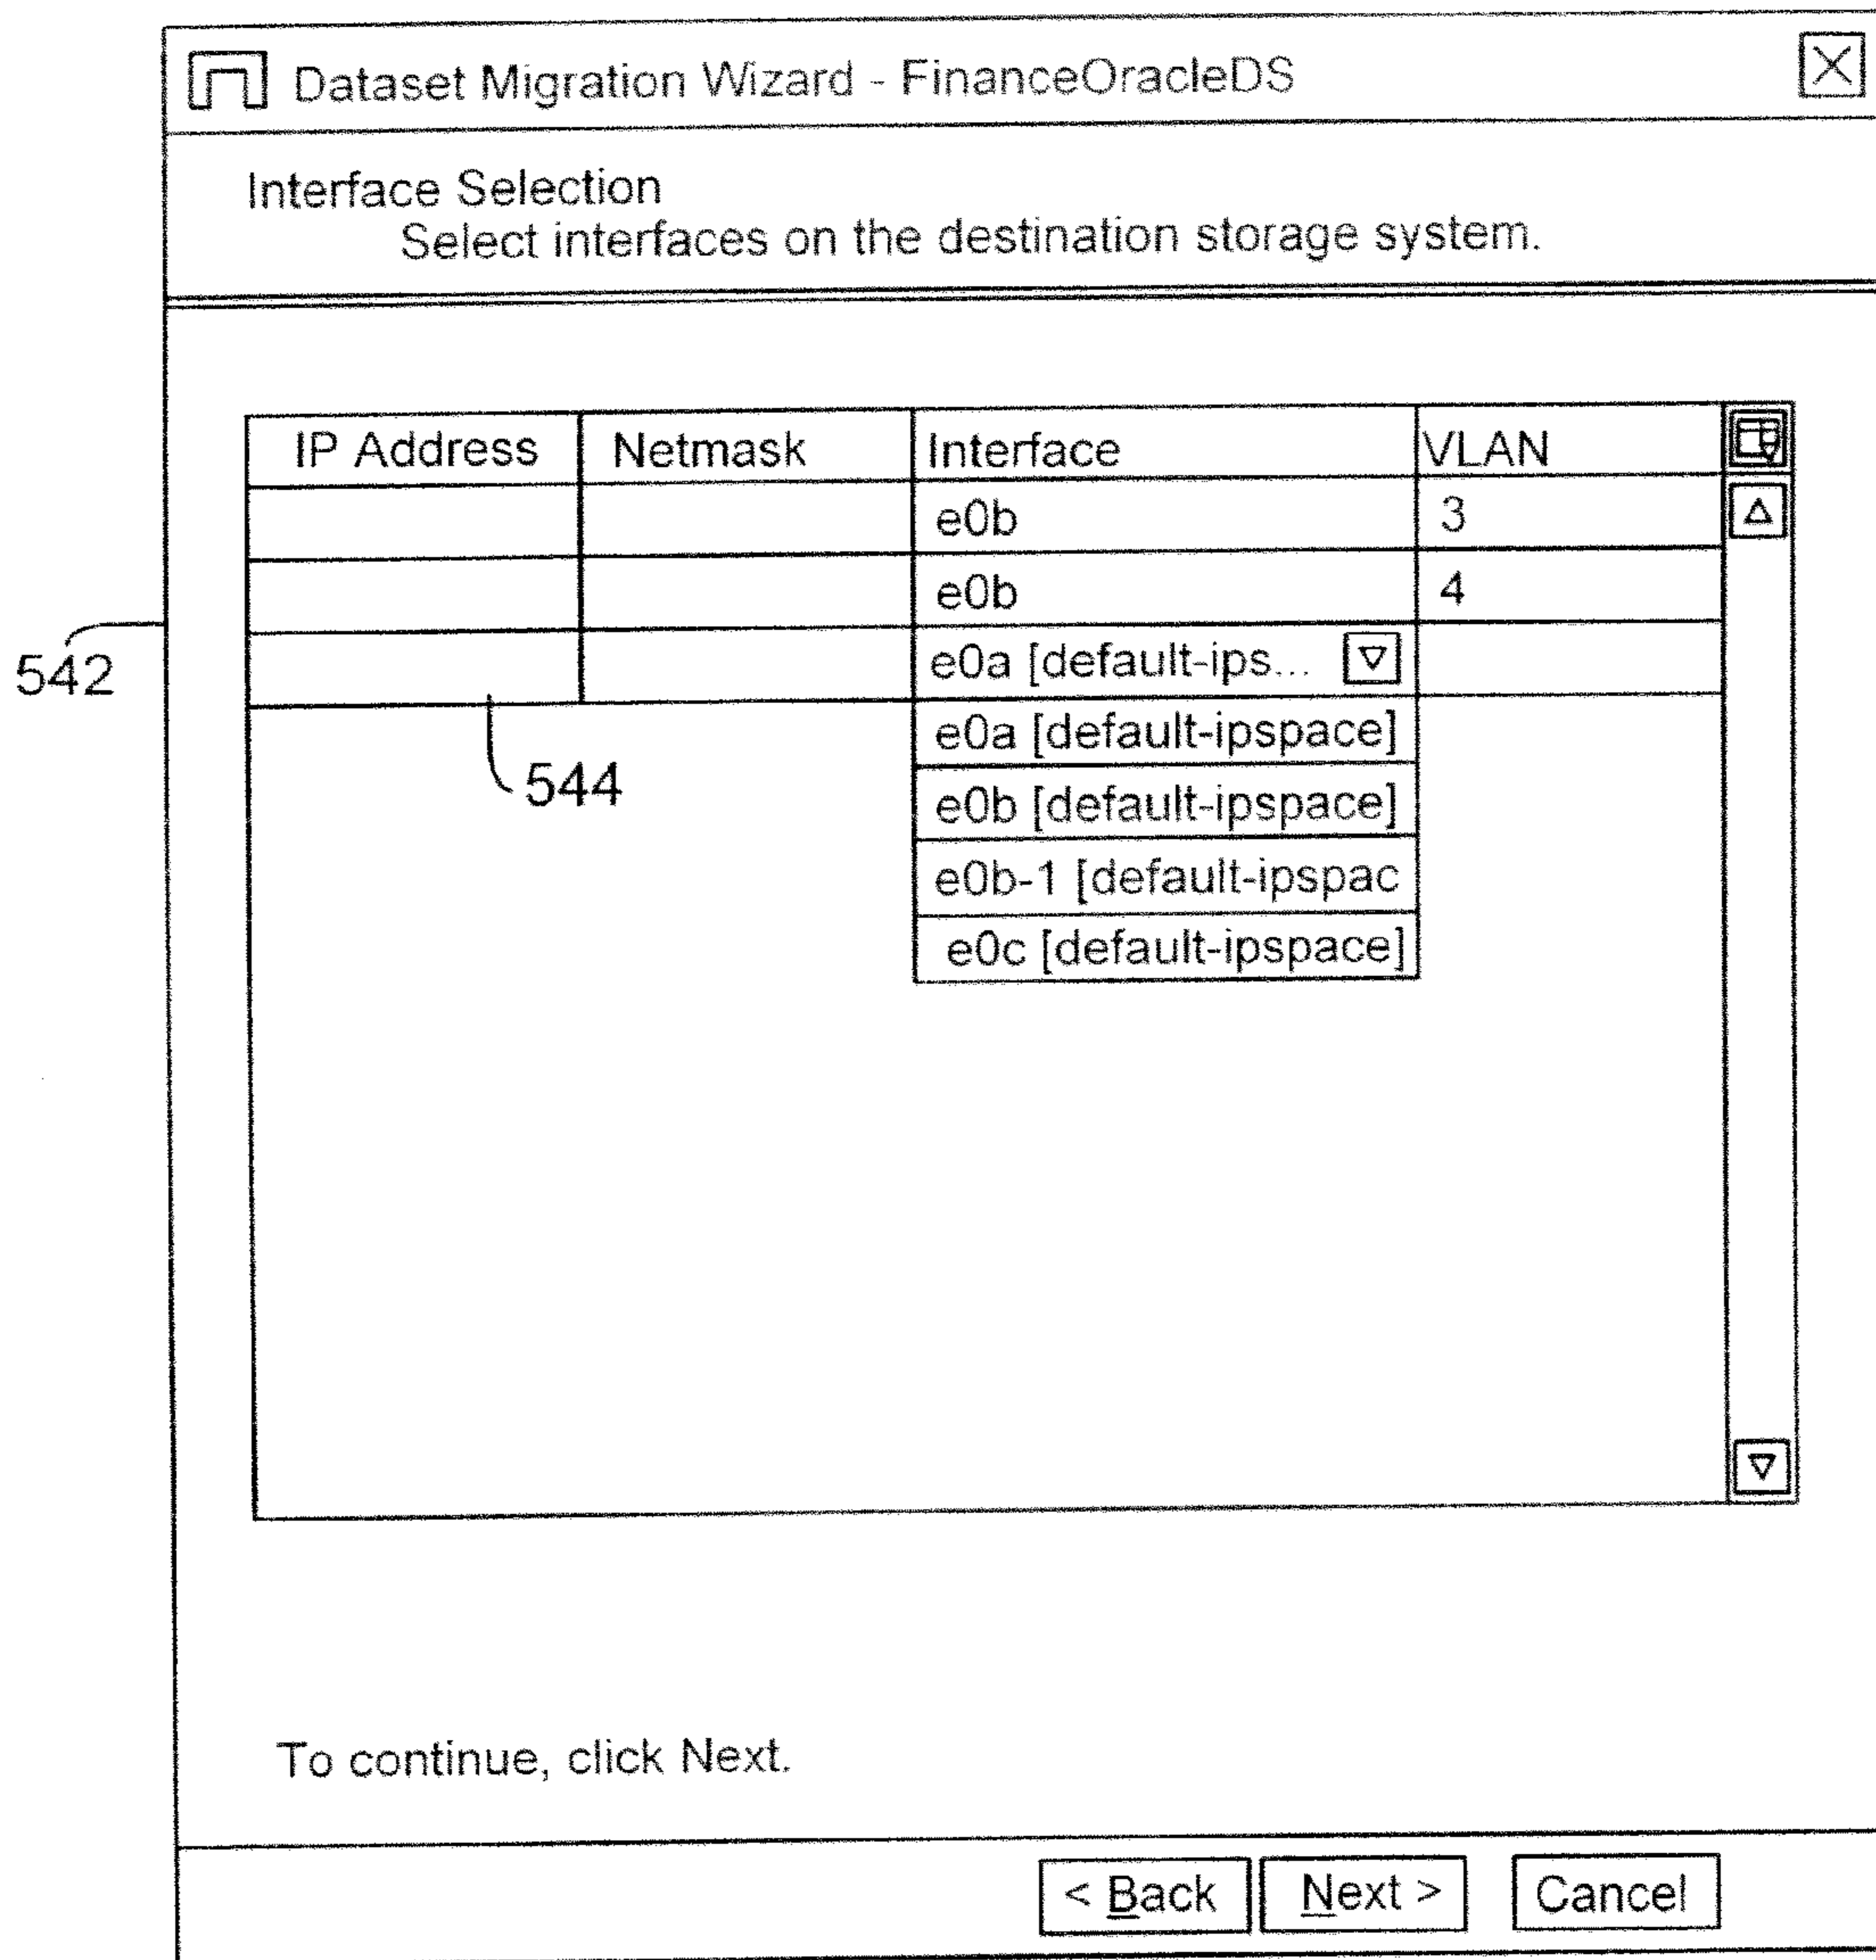 Dataset Migration Wizard - FinanceOracleDS
Interface Selection
Select interfaces on the destination storage system.
IP Address Netmask Interface VLAN
e0b 3
e0b 4
e0a [default-ips...
542
e0a [default-ipspace]
544
e0b [default-ipspace]
e0b-1 [default-ipspac
e0c [default-ipspace]
To continue, click Next.
< Back Next > Cancel